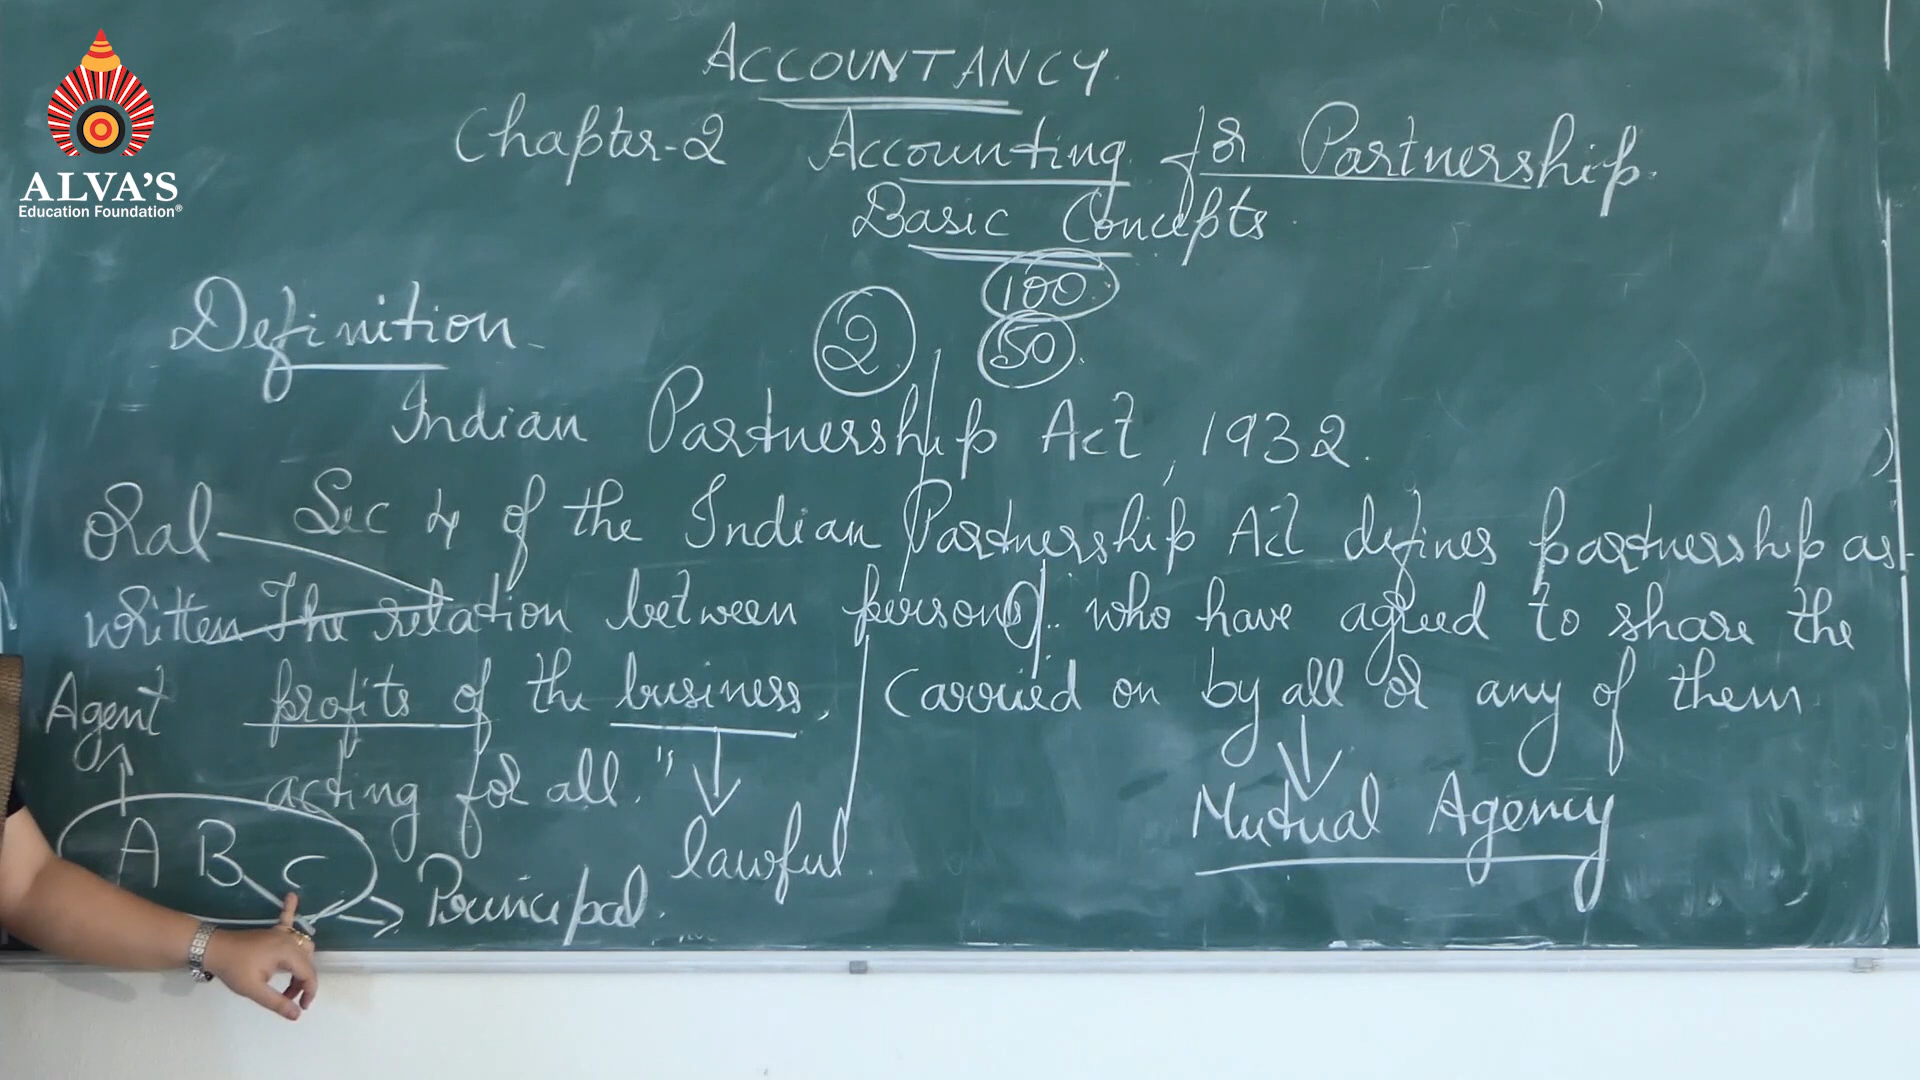 ALVA'S
Education Foundation®
ACCOUNTANCY.
Chapter-2 Accounting for Partnership
Basic Concepts
100
2 50
Definition
Indian Partnership Act, 1932.
Oral Sec 4 of the Indian Partnership Act defines partnership as
written The relation between persons who have agreed to share the
Agent profits of the business, carried on by all or any of them
acting for all."
lawful
Mutual Agency
A B C
Principal.